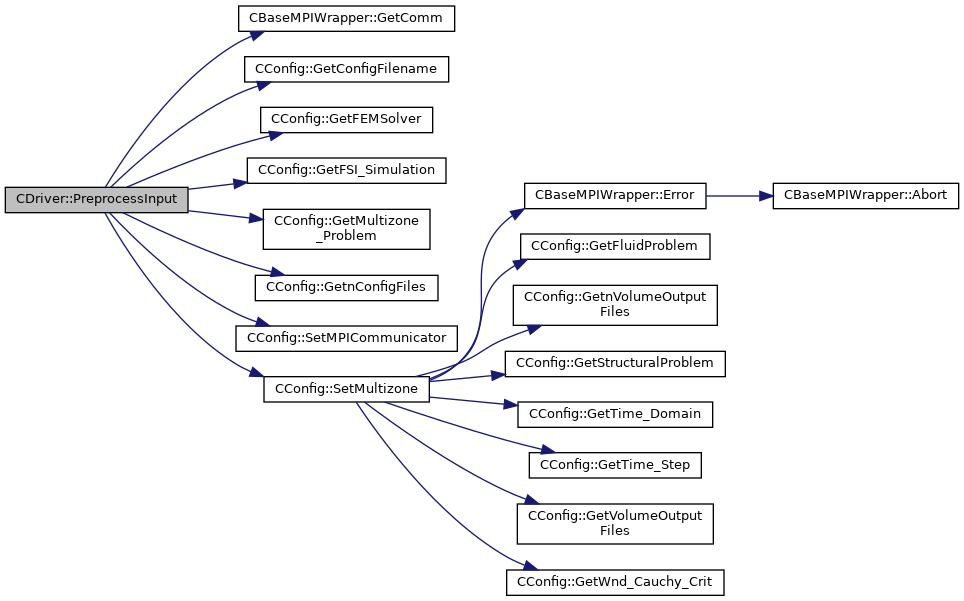 CDriver::PreprocessInput
CBaseMPIWrapper::GetComm
CConfig::GetConfigFilename
CConfig::GetFEMSolver
CConfig::GetFSI_Simulation
CConfig::GetMultizone
_Problem
CConfig::GetnConfigFiles
CConfig::SetMPICommunicator
CConfig::SetMultizone
CBaseMPIWrapper::Error
CBaseMPIWrapper::Abort
CConfig::GetFluidProblem
CConfig::GetnVolumeOutput
Files
CConfig::GetStructuralProblem
CConfig::GetTime_Domain
CConfig::GetTime_Step
CConfig::GetVolumeOutput
Files
CConfig::GetWnd_Cauchy_Crit